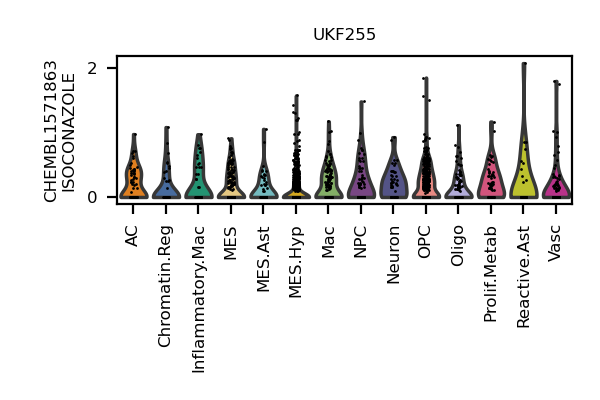 UKF255
CHEMBL1571863
ISOCONAZOLE
2
0
AC
Chromatin.Reg
Inflammatory.Mac
MES
MES.Ast
MES.Hyp
Mac
NPC
Neuron
OPC
Oligo
Prolif.Metab
Reactive.Ast
Vasc